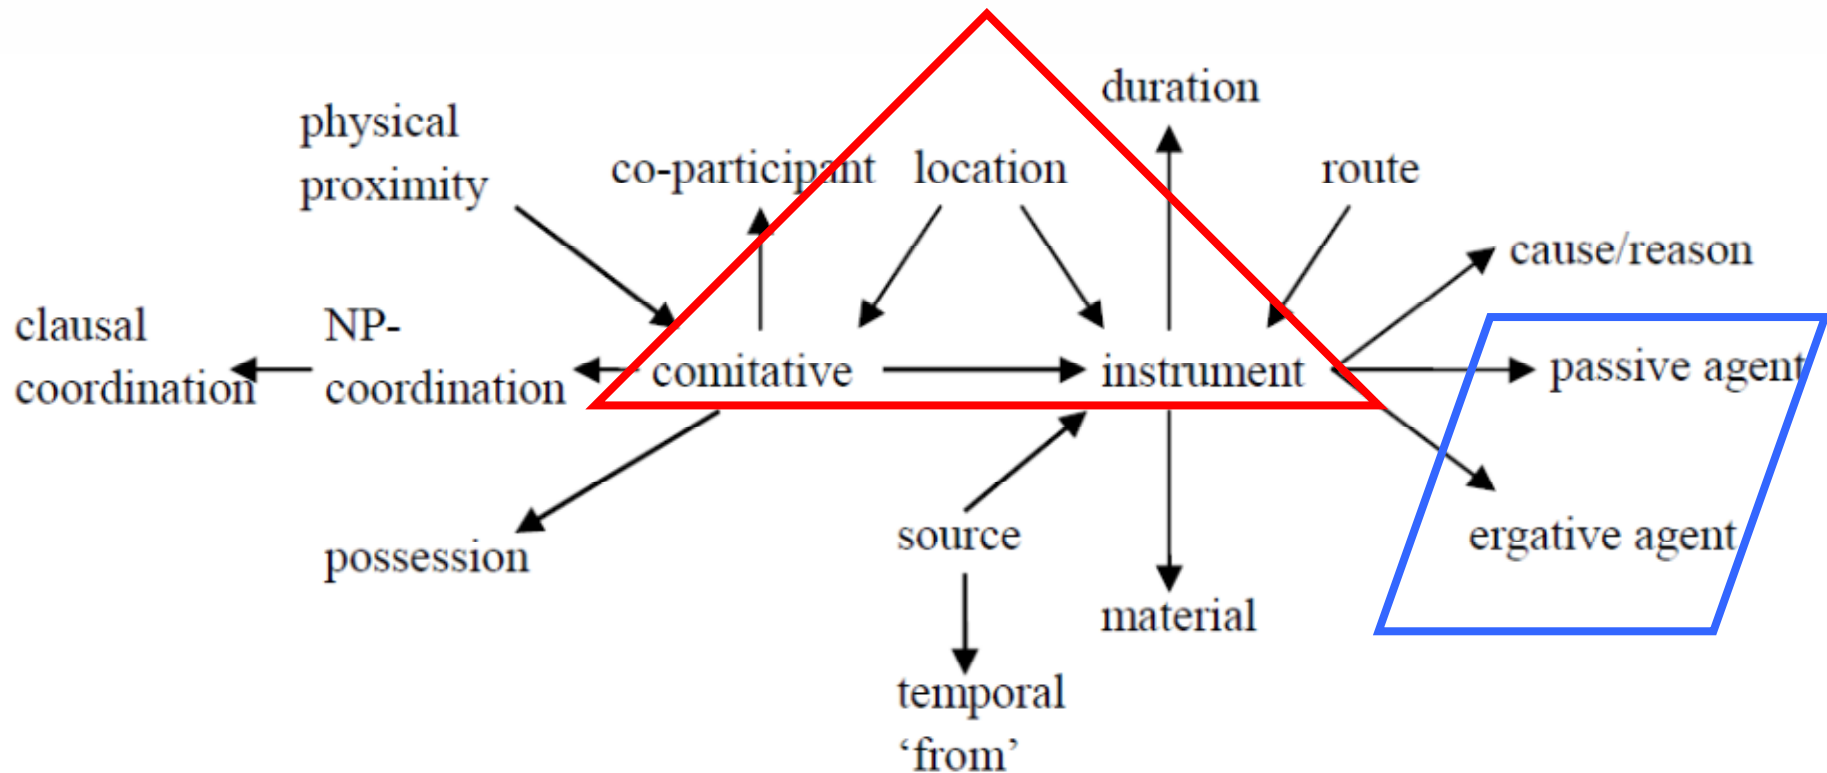 duration
physical
proximity
co-participant
location
route
cause/reason
clausal
coordination
NP-
coordination
comitative
instrument
passive agent
possession
source
ergative agent
material
temporal
‘from’